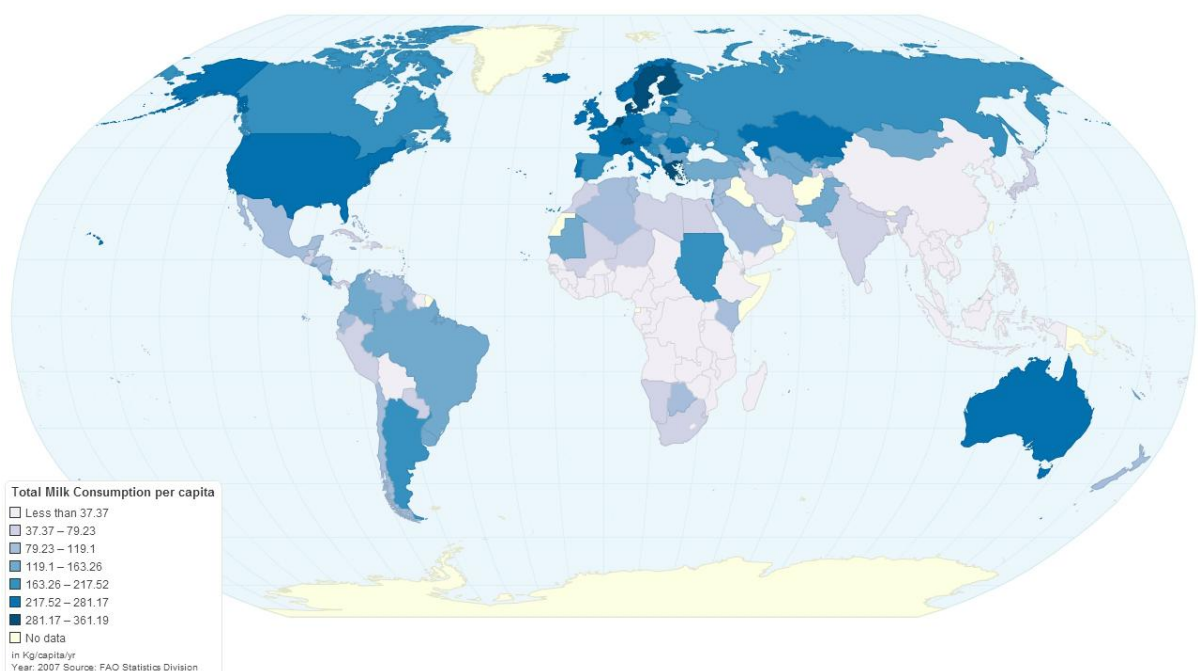 Total Milk Consumption per capita
Less than 37.37
37.37 – 79.23
79.23 – 119.1
119.1 – 163.26
163.26 – 217.52
217.52 – 281.17
281.17 – 361.19
No data
in Kg/capita/yr
Year: 2007 Source: FAO Statistics Division